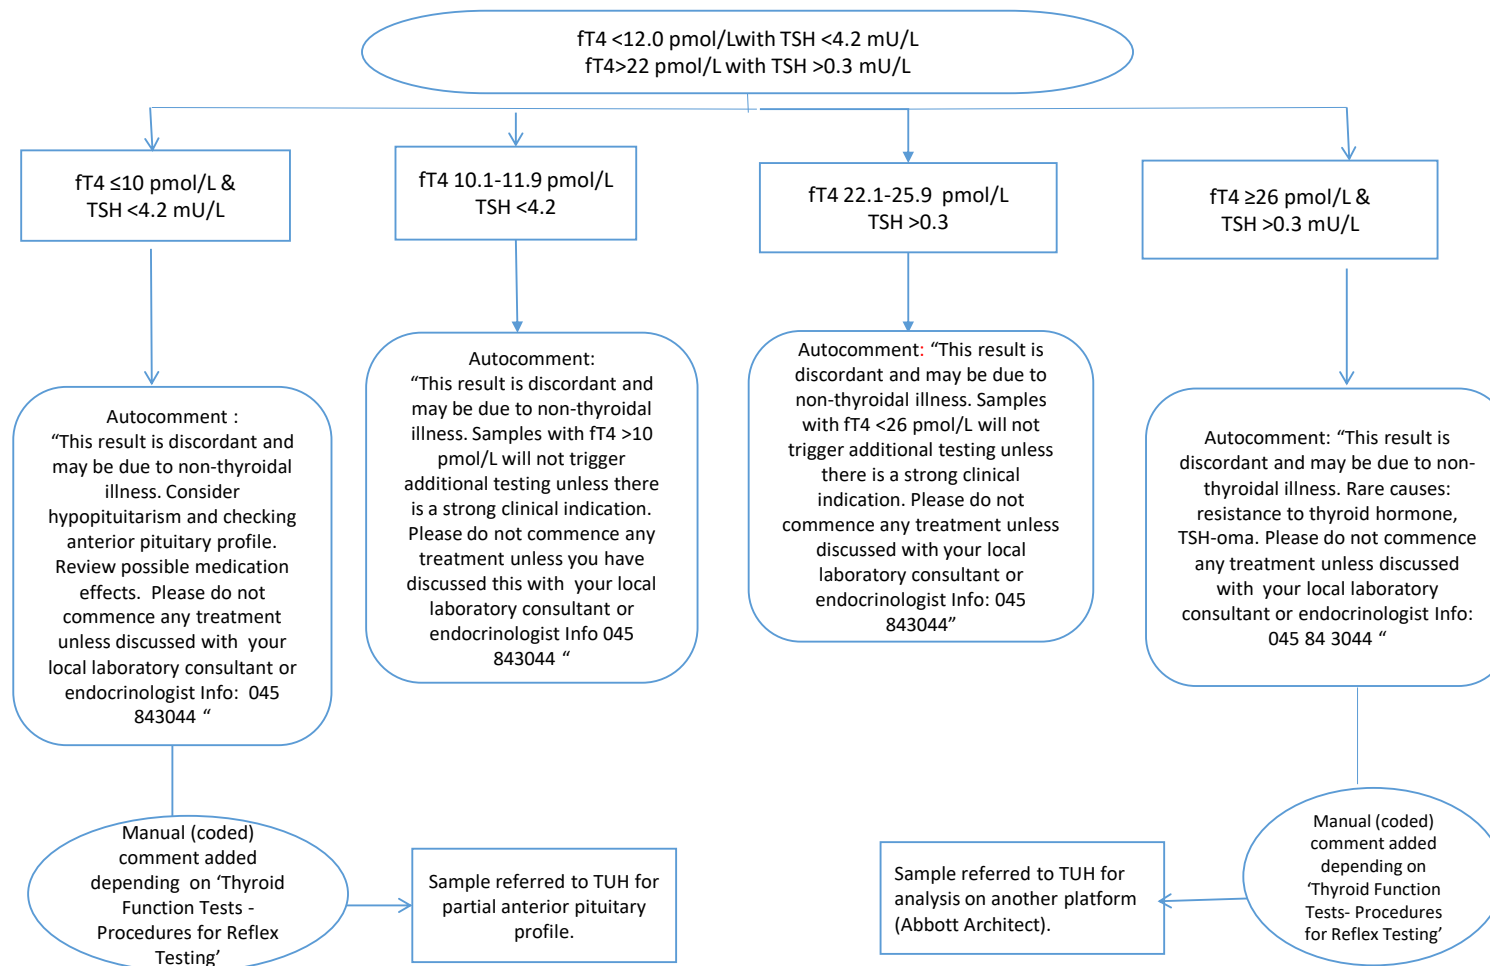 fT4 <12.0 pmol/Lwith TSH <4.2 mU/L
fT4>22 pmol/L with TSH >0.3 mU/L
fT4 ≤10 pmol/L &
TSH <4.2 mU/L
fT4 10.1-11.9 pmol/L
TSH <4.2
fT4 22.1-25.9 pmol/L
TSH >0.3
fT4 ≥26 pmol/L &
TSH >0.3 mU/L
Autocomment :
“This result is discordant and
may be due to non-thyroidal
illness. Consider
hypopituitarism and checking
anterior pituitary profile.
Review possible medication
effects. Please do not
commence any treatment
unless discussed with your
local laboratory consultant or
endocrinologist Info: 045
843044 “
Autocomment:
“This result is discordant and
may be due to non-thyroidal
illness. Samples with fT4 >10
pmol/L will not trigger
additional testing unless there
is a strong clinical indication.
Please do not commence any
treatment unless you have
discussed this with your local
laboratory consultant or
endocrinologist Info 045
843044 “
Autocomment: “This result is
discordant and may be due to
non-thyroidal illness. Samples
with fT4 <26 pmol/L will not
trigger additional testing unless
there is a strong clinical
indication. Please do not
commence any treatment unless
discussed with your local
laboratory consultant or
endocrinologist Info: 045
843044”
Autocomment: “This result is
discordant and may be due to non-
thyroidal illness. Rare causes:
resistance to thyroid hormone,
TSH-oma. Please do not commence
any treatment unless discussed
with your local laboratory
consultant or endocrinologist Info:
045 84 3044 “
Manual (coded)
comment added
depending on ‘Thyroid
Function Tests -
Procedures for Reflex
Testing’
Sample referred to TUH for
partial anterior pituitary
profile.
Sample referred to TUH for
analysis on another platform
(Abbott Architect).
Manual (coded)
comment added
depending on
‘Thyroid Function
Tests- Procedures
for Reflex Testing’